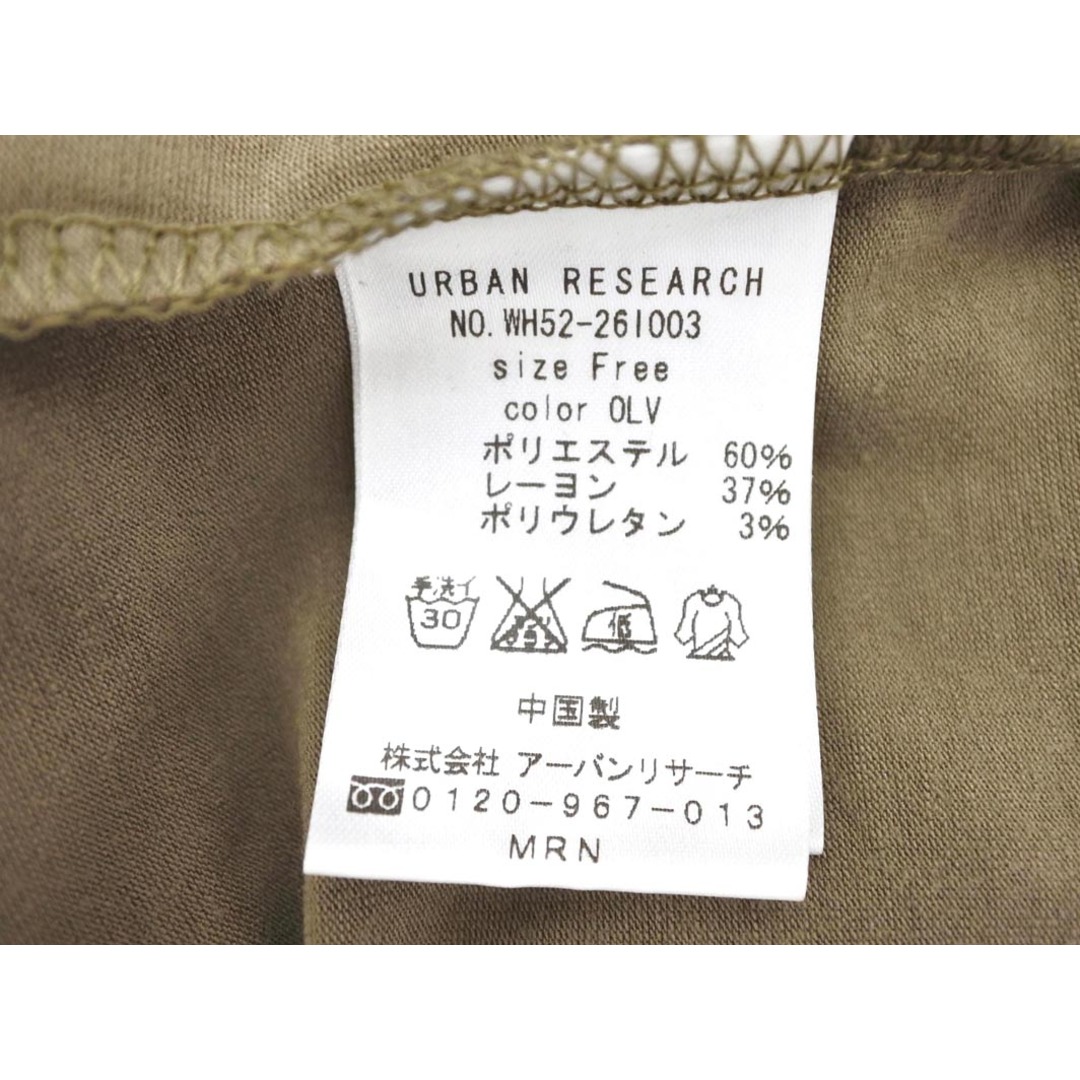 URBAN RESEARCH
NO. WH52-261003
size Free
color OLV
ポリエステル 60%
レーヨン 37%
ポリウレタン 3%
手洗イ
30
低
中国製
株式会社 アーバンリサーチ
0120-967-013
MRN